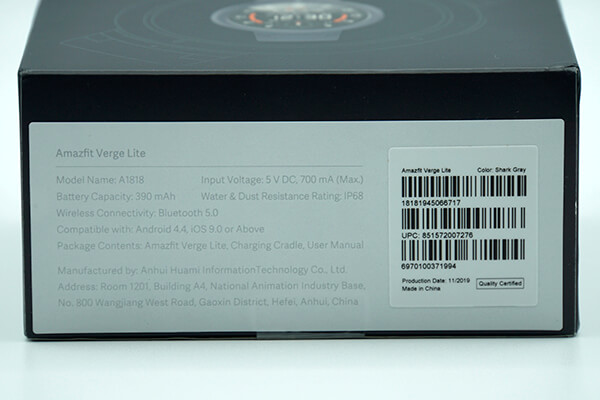 Amazfit Verge Lite
Model Name: A1818 Input Voltage: 5 V DC, 700 mA (Max.)
Battery Capacity: 390 mAh Water & Dust Resistance Rating: IP68
Wireless Connectivity: Bluetooth 5.0
Compatible with: Android 4.4, iOS 9.0 or Above
Package Contents: Amazfit Verge Lite, Charging Cradle, User Manual
Manufactured by: Anhui Huami InformationTechnology Co., Ltd.
Address: Room 1201, Building A4, National Animation Industry Base,
No. 800 Wangjiang West Road, Gaoxin District, Hefei, Anhui, China
Amazfit Verge Lite Color: Shark Gray
18181945066717
UPC: 851572007276
6970100371994
Production Date: 11/2019
Made in China
Quality Certified